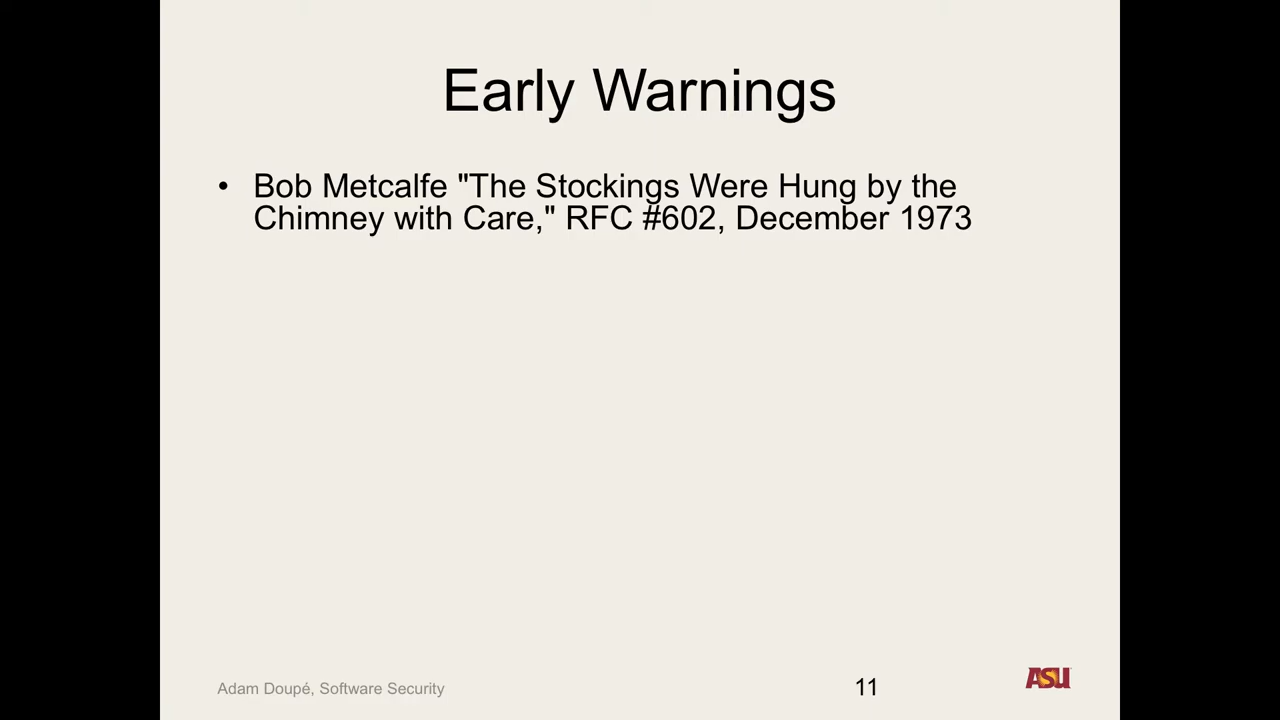 Early Warnings
• Bob Metcalfe "The Stockings Were Hung by the
Chimney with Care," RFC #602, December 1973
Adam Doupé, Software Security
11
ASU